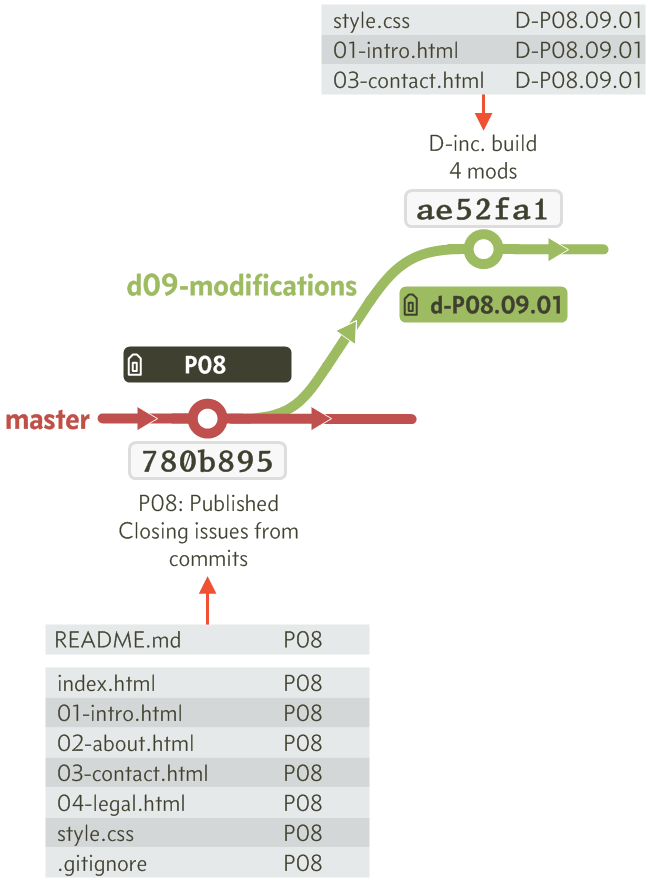 style.css D-P08.09.01
01-intro.html D-P08.09.01
03-contact.html D-P08.09.01
D-inc. build
4 mods
ae52fa1
d09-modifications
d-P08.09.01
P08
master
780b895
P08: Published
Closing issues from
commits
README.md P08
index.html P08
01-intro.html P08
02-about.html P08
03-contact.html P08
04-legal.html P08
style.css P08
.gitignore P08